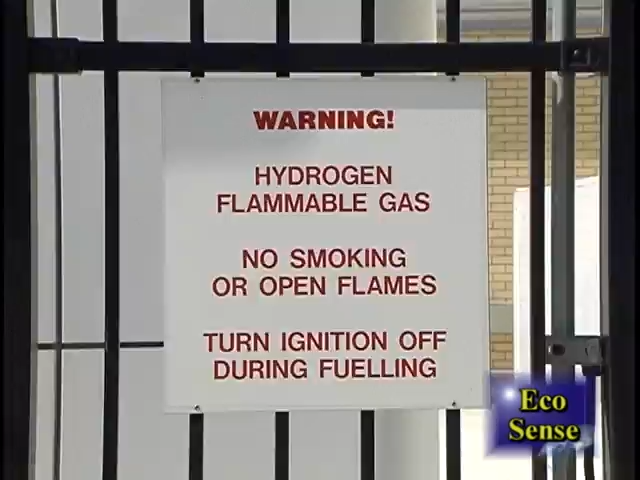 WARNING!
HYDROGEN
FLAMMABLE GAS
NO SMOKING
OR OPEN FLAMES
TURN IGNITION OFF
DURING FUELLING
Eco
Sense